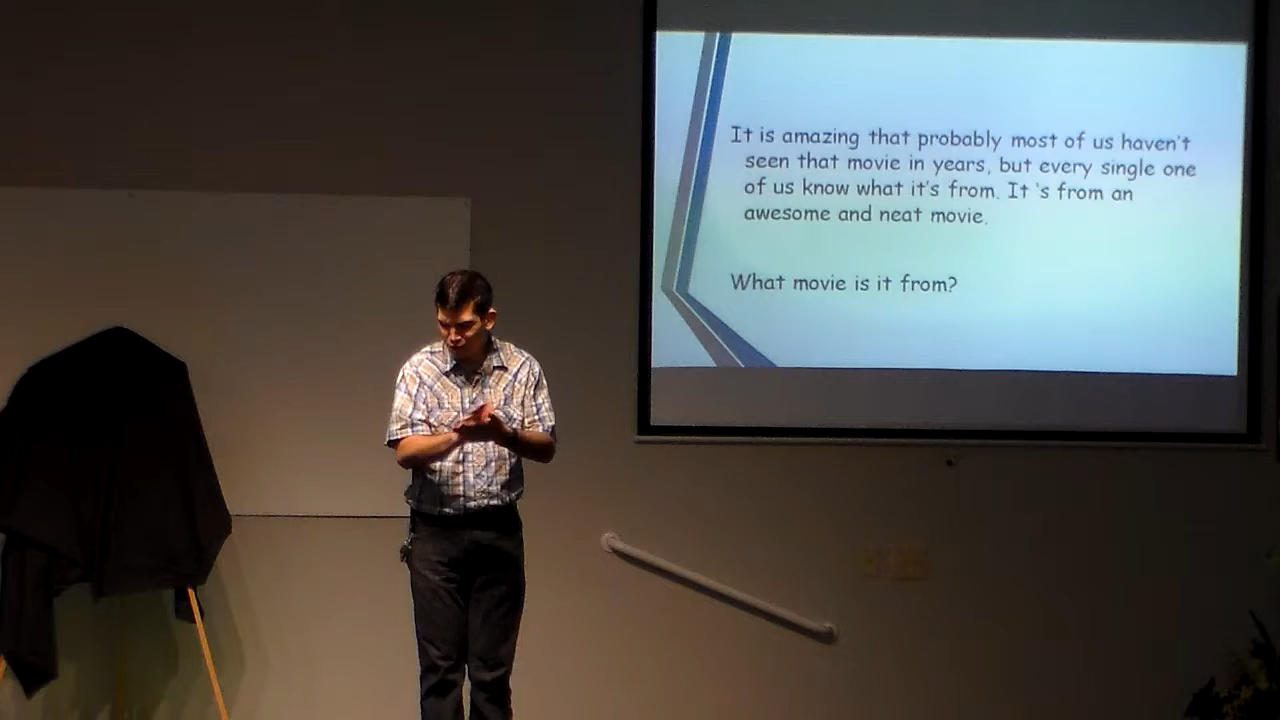 It is amazing that probably most of us haven't
seen that movie in years, but every single one
of us know what it's from. It 's from an
awesome and neat movie.
What movie is it from?